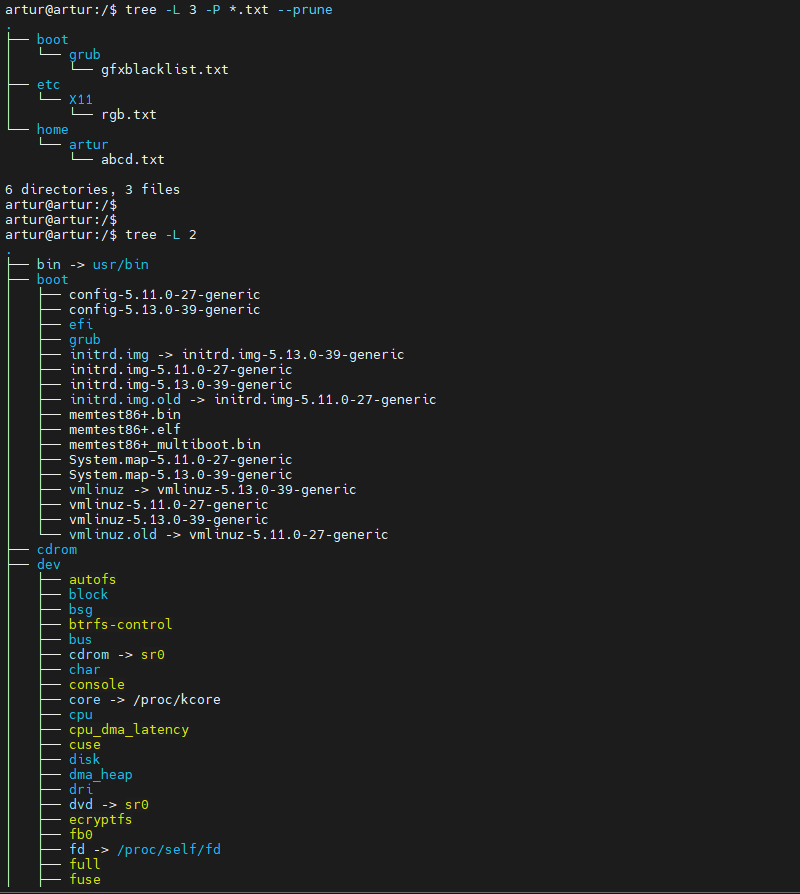 artur@artur:/$ tree -L 3 -P *.txt --prune
.
├── boot
│   └── grub
│       └── gfxblacklist.txt
├── etc
│   └── X11
│       └── rgb.txt
└── home
    └── artur
        └── abcd.txt

6 directories, 3 files
artur@artur:/$
artur@artur:/$
artur@artur:/$ tree -L 2
.
├── bin -> usr/bin
├── boot
│   ├── config-5.11.0-27-generic
│   ├── config-5.13.0-39-generic
│   ├── efi
│   ├── grub
│   ├── initrd.img -> initrd.img-5.13.0-39-generic
│   ├── initrd.img-5.11.0-27-generic
│   ├── initrd.img-5.13.0-39-generic
│   ├── initrd.img.old -> initrd.img-5.11.0-27-generic
│   ├── memtest86+.bin
│   ├── memtest86+.elf
│   ├── memtest86+_multiboot.bin
│   ├── System.map-5.11.0-27-generic
│   ├── System.map-5.13.0-39-generic
│   ├── vmlinuz -> vmlinuz-5.13.0-39-generic
│   ├── vmlinuz-5.11.0-27-generic
│   ├── vmlinuz-5.13.0-39-generic
│   └── vmlinuz.old -> vmlinuz-5.11.0-27-generic
├── cdrom
├── dev
│   ├── autofs
│   ├── block
│   ├── bsg
│   ├── btrfs-control
│   ├── bus
│   ├── cdrom -> sr0
│   ├── char
│   ├── console
│   ├── core -> /proc/kcore
│   ├── cpu
│   ├── cpu_dma_latency
│   ├── cuse
│   ├── disk
│   ├── dma_heap
│   ├── dri
│   ├── dvd -> sr0
│   ├── ecryptfs
│   ├── fb0
│   ├── fd -> /proc/self/fd
│   ├── full
│   ├── fuse